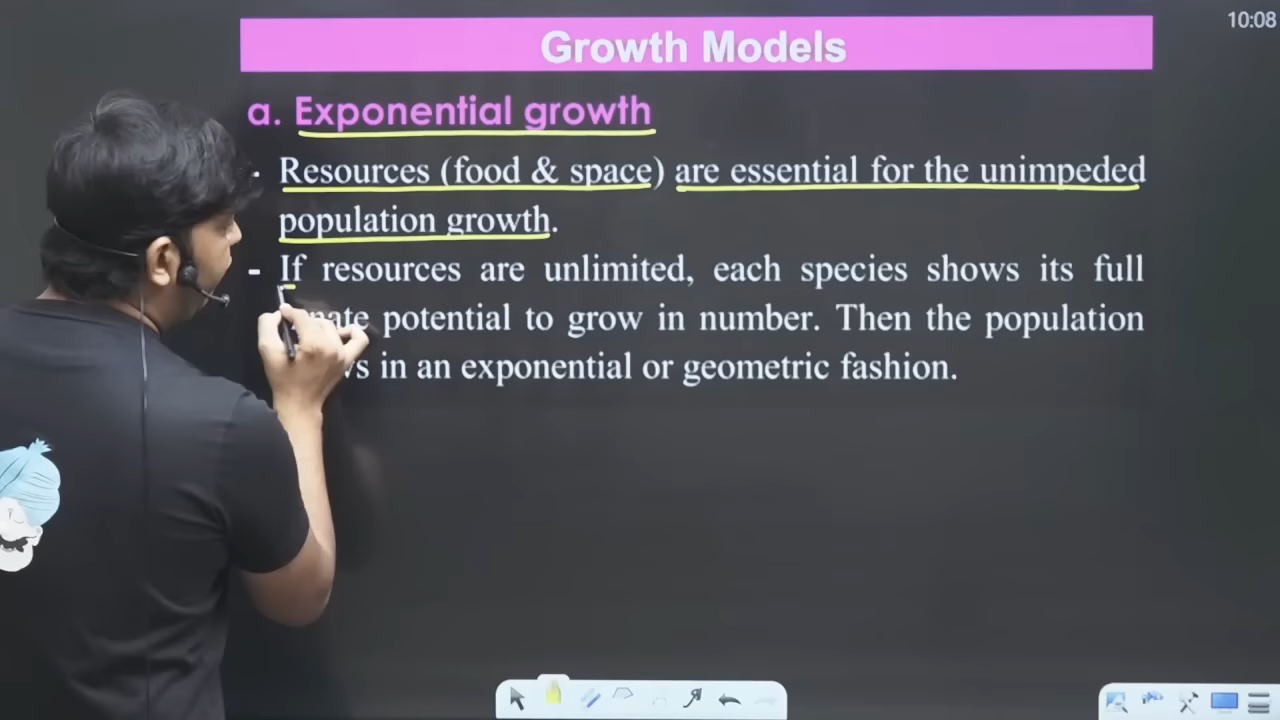 10:08
Growth Models
a. Exponential growth
- Resources (food & space) are essential for the unimpeded
population growth.
- If resources are unlimited, each species shows its full
potential to grow in number. Then the population
in an exponential or geometric fashion.